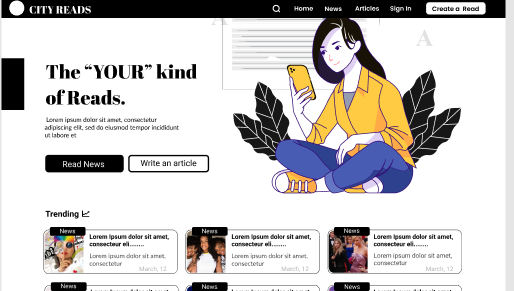 CITY READS
Home News Articles Sign In Create a Read
A
A
The “YOUR” kind
of Reads.
Lorem ipsum dolor sit amet, consectetur
adipiscing elit, sed do eiusmod tempor incididunt
ut labore et
Read News Write an article
Trending
News
Lorem Ipsum dolor sit amet,
consecteur eli........
Lorem ipsum dolor sit amet,
consectetur
March, 12
News
Lorem Ipsum dolor sit amet,
consecteur eli........
Lorem ipsum dolor sit amet,
consectetur
March, 12
News
Lorem Ipsum dolor sit amet,
consecteur eli........
Lorem ipsum dolor sit amet,
consectetur
March, 12
News
News
News